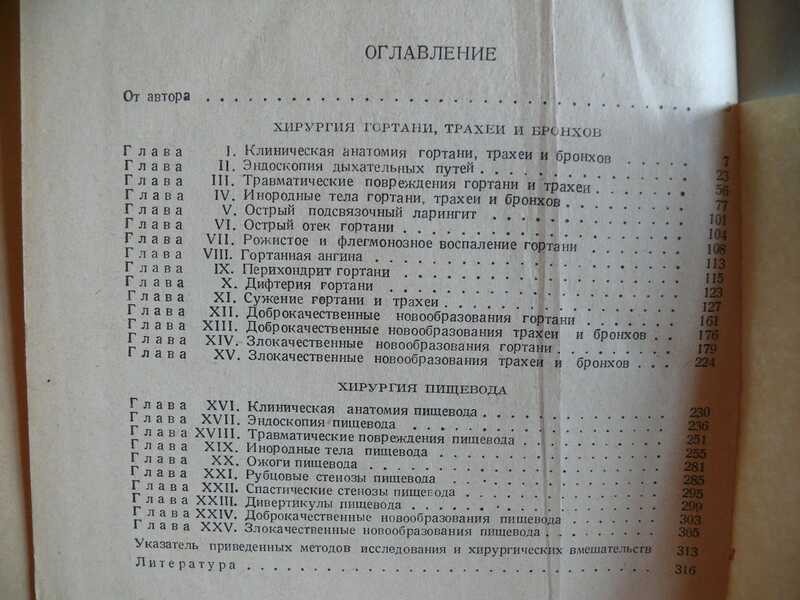 ОГЛАВЛЕНИЕ
От автора
ХИРУРГИЯ ГОРТАНИ, ТРАХЕИ И БРОНХОВ
Глава I. Клиническая анатомия гортани, трахеи и бронхов 7
Глава II. Эндоскопия дыхательных путей 23
Глава III. Травматические повреждения гортани и трахеи 56
Глава IV. Инородные тела гортани, трахеи и бронхов 77
Глава V. Острый подсвязочный ларингит 101
Глава VI. Острый отек гортани 104
Глава VII. Рожистое и флегмонозное воспаление гортани 108
Глава VIII. Гортанная ангина 113
Глава IX. Перихондрит гортани 115
Глава X. Дифтерия гортани 123
Глава XI. Сужение гортани и трахеи 127
Глава XII. Доброкачественные новообразования гортани 161
Глава XIII. Доброкачественные новообразования трахеи и бронхов 176
Глава XIV. Злокачественные новообразования гортани 179
Глава XV. Злокачественные новообразования трахеи и бронхов 224
ХИРУРГИЯ ПИЩЕВОДА
Глава XVI. Клиническая анатомия пищевода 230
Глава XVII. Эндоскопия пищевода 236
Глава XVIII. Травматические повреждения пищевода 251
Глава XIX. Инородные тела пищевода 255
Глава XX. Ожоги пищевода 281
Глава XXI. Рубцовые стенозы пищевода 285
Глава XXII. Спастические стенозы пищевода 295
Глава XXIII. Дивертикулы пищевода 299
Глава XXIV. Доброкачественные новообразования пищевода 303
Глава XXV. Злокачественные новообразования пищевода 305
Указатель приведенных методов исследования и хирургических вмешательств 313
Литература 316